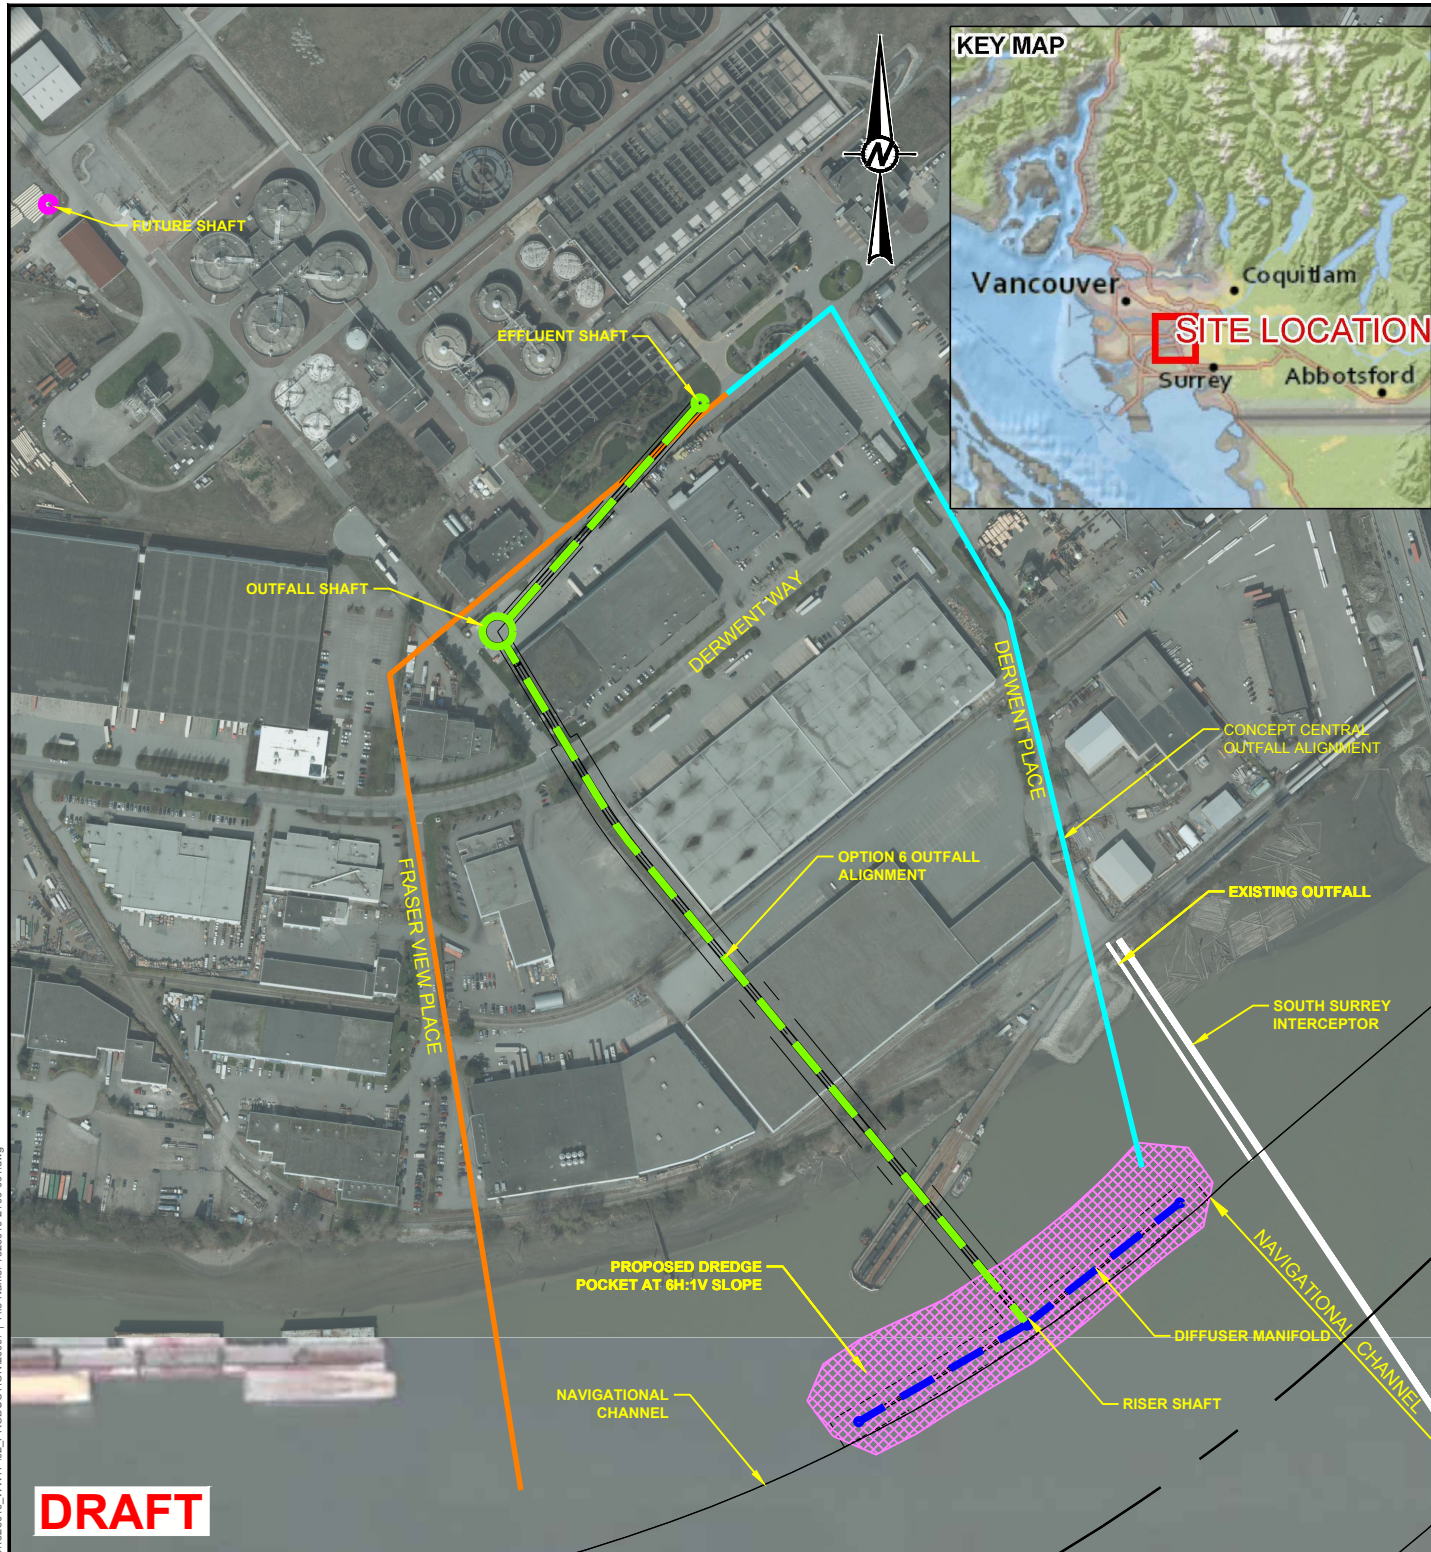 KEY MAP
N
Vancouver
Coquitlam
SITE LOCATION
Surrey
Abbotsford
FUTURE SHAFT
EFFLUENT SHAFT
OUTFALL SHAFT
DERWENT WAY
DERWENT PLACE
CONCEPT CENTRAL
OUTFALL ALIGNMENT
OPTION 6 OUTFALL
ALIGNMENT
EXISTING OUTFALL
FRASER VIEW PLACE
SOUTH SURREY
INTERCEPTOR
PROPOSED DREDGE
POCKET AT 6H:1V SLOPE
NAVIGATIONAL CHANNEL
DIFFUSER MANIFOLD
NAVIGATIONAL
CHANNEL
RISER SHAFT
DRAFT